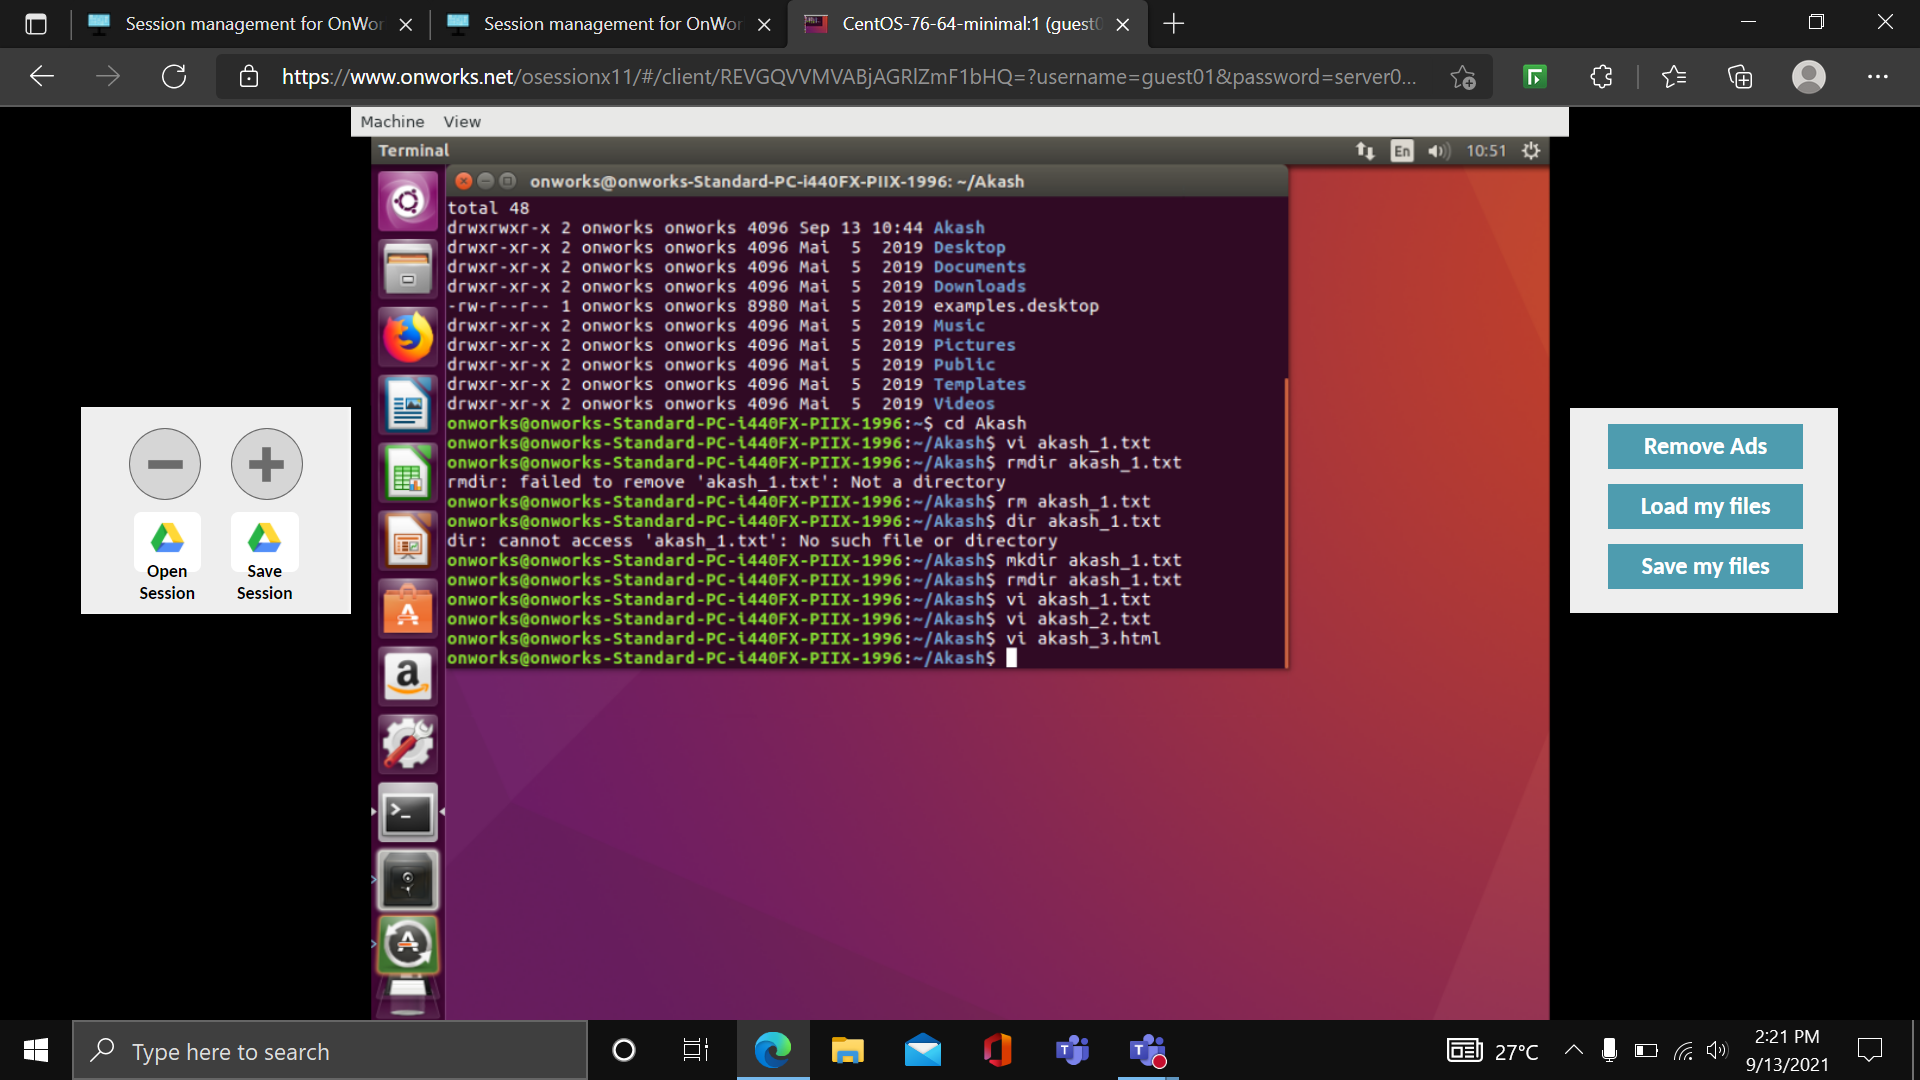 Session management for OnWor
Session management for OnWor
CentOS-76-64-minimal:1 (guest0
https://www.onworks.net/osessionx11/#/client/REVGQVVMVABjAGRlZmF1bHQ=?username=guest01&password=server0...
Machine View
Terminal
En
10:51
onworks@onworks-Standard-PC-i440FX-PIIX-1996: ~/Akash
total 48
drwxrwxr-x 2 onworks onworks 4096 Sep 13 10:44 Akash
drwxr-xr-x 2 onworks onworks 4096 Mai  5  2019 Desktop
drwxr-xr-x 2 onworks onworks 4096 Mai  5  2019 Documents
drwxr-xr-x 2 onworks onworks 4096 Mai  5  2019 Downloads
-rw-r--r-- 1 onworks onworks 8980 Mai  5  2019 examples.desktop
drwxr-xr-x 2 onworks onworks 4096 Mai  5  2019 Music
drwxr-xr-x 2 onworks onworks 4096 Mai  5  2019 Pictures
drwxr-xr-x 2 onworks onworks 4096 Mai  5  2019 Public
drwxr-xr-x 2 onworks onworks 4096 Mai  5  2019 Templates
drwxr-xr-x 2 onworks onworks 4096 Mai  5  2019 Videos
onworks@onworks-Standard-PC-i440FX-PIIX-1996:~$ cd Akash
onworks@onworks-Standard-PC-i440FX-PIIX-1996:~/Akash$ vi akash_1.txt
onworks@onworks-Standard-PC-i440FX-PIIX-1996:~/Akash$ rmdir akash_1.txt
rmdir: failed to remove 'akash_1.txt': Not a directory
onworks@onworks-Standard-PC-i440FX-PIIX-1996:~/Akash$ rm akash_1.txt
onworks@onworks-Standard-PC-i440FX-PIIX-1996:~/Akash$ dir akash_1.txt
dir: cannot access 'akash_1.txt': No such file or directory
onworks@onworks-Standard-PC-i440FX-PIIX-1996:~/Akash$ mkdir akash_1.txt
onworks@onworks-Standard-PC-i440FX-PIIX-1996:~/Akash$ rmdir akash_1.txt
onworks@onworks-Standard-PC-i440FX-PIIX-1996:~/Akash$ vi akash_1.txt
onworks@onworks-Standard-PC-i440FX-PIIX-1996:~/Akash$ vi akash_2.txt
onworks@onworks-Standard-PC-i440FX-PIIX-1996:~/Akash$ vi akash_3.html
onworks@onworks-Standard-PC-i440FX-PIIX-1996:~/Akash$
Open
Session
Save
Session
Remove Ads
Load my files
Save my files
Type here to search
27°C
2:21 PM
9/13/2021